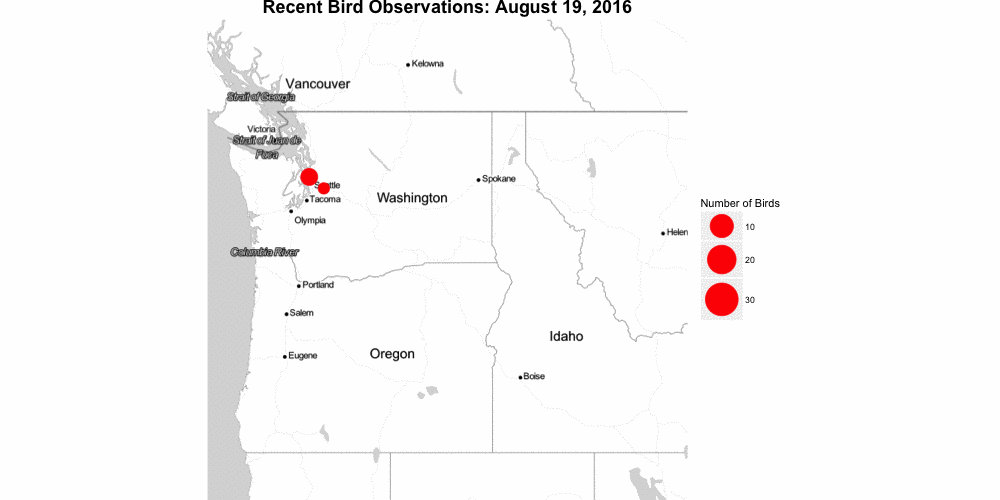 Recent Bird Observations: August 19, 2016
Kelowna
Vancouver
Strait of Georgia
Victoria
Strait of Juan de
Fuca
Seattle
Tacoma
Washington
Spokane
Olympia
Helen
Columbia River
Portland
Salem
Idaho
Eugene
Oregon
Boise
Number of Birds
10
20
30